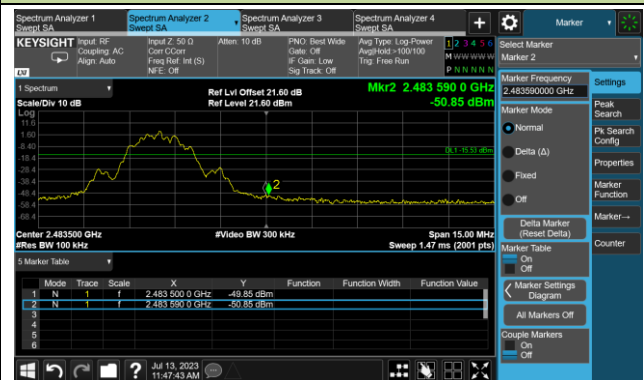 Spectrum Analyzer 1
Swept SA
Spectrum Analyzer 2
Swept SA
Spectrum Analyzer 3
Swept SA
Spectrum Analyzer 4
Swept SA
+
Marker
KEYSIGHT
LXI
Input: RF
Coupling: AC
Align: Auto
Input Z: 50 Ω
Corr CCorr
Freq Ref: Int (S)
NFE: Off
Atten: 10 dB
PNO: Best Wide
Gate: Off
IF Gain: Low
Sig Track: Off
Avg Type: Log-Power
Avg|Hold:>100/100
Trig: Free Run
1 2 3 4 5 6
M W W W W W
P N N N N N
Select Marker
Marker 2
1 Spectrum
Scale/Div 10 dB
Log
Ref Lvl Offset 21.60 dB
Ref Level 21.60 dBm
Mkr2 2.483 590 0 GHz
-50.85 dBm
11.6
1.60
-8.40
-18.4
-28.4
-38.4
-48.4
-58.4
-68.4
DL1 -15.53 dBm
2
Center 2.483500 GHz
#Res BW 100 kHz
#Video BW 300 kHz
Span 15.00 MHz
Sweep 1.47 ms (2001 pts)
5 Marker Table
Mode Trace Scale X Y Function Function Width Function Value
1 N 1 f 2.483 500 0 GHz -49.85 dBm
2 N 1 f 2.483 590 0 GHz -50.85 dBm
3
4
5
6
Marker Frequency
2.483590000 GHz
Marker Mode
Normal
Delta (Δ)
Fixed
Off
Delta Marker
(Reset Delta)
Marker Table
On
Off
Marker Settings
Diagram
All Markers Off
Couple Markers
On
Off
Settings
Peak
Search
Pk Search
Config
Properties
Marker
Function
Marker→
Counter
?
Jul 13, 2023
11:47:43 AM